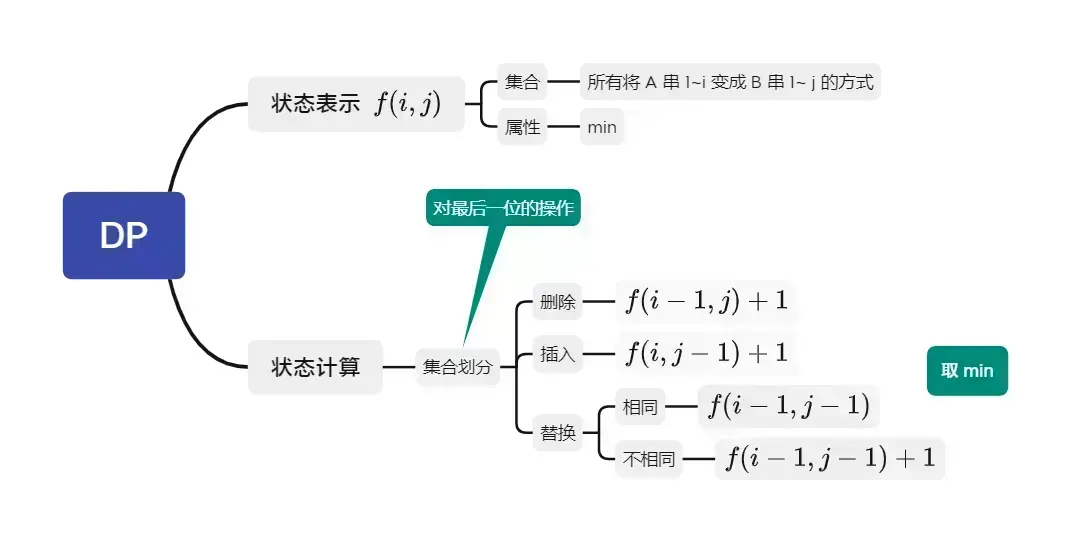 DP
状态表示 f(i, j)
集合
所有将 A 串 1~i 变成 B 串 1~ j 的方式
属性
min
状态计算
对最后一位的操作
集合划分
删除
f(i − 1, j) + 1
插入
f(i, j − 1) + 1
替换
相同
f(i − 1, j − 1)
不相同
f(i − 1, j − 1) + 1
取 min